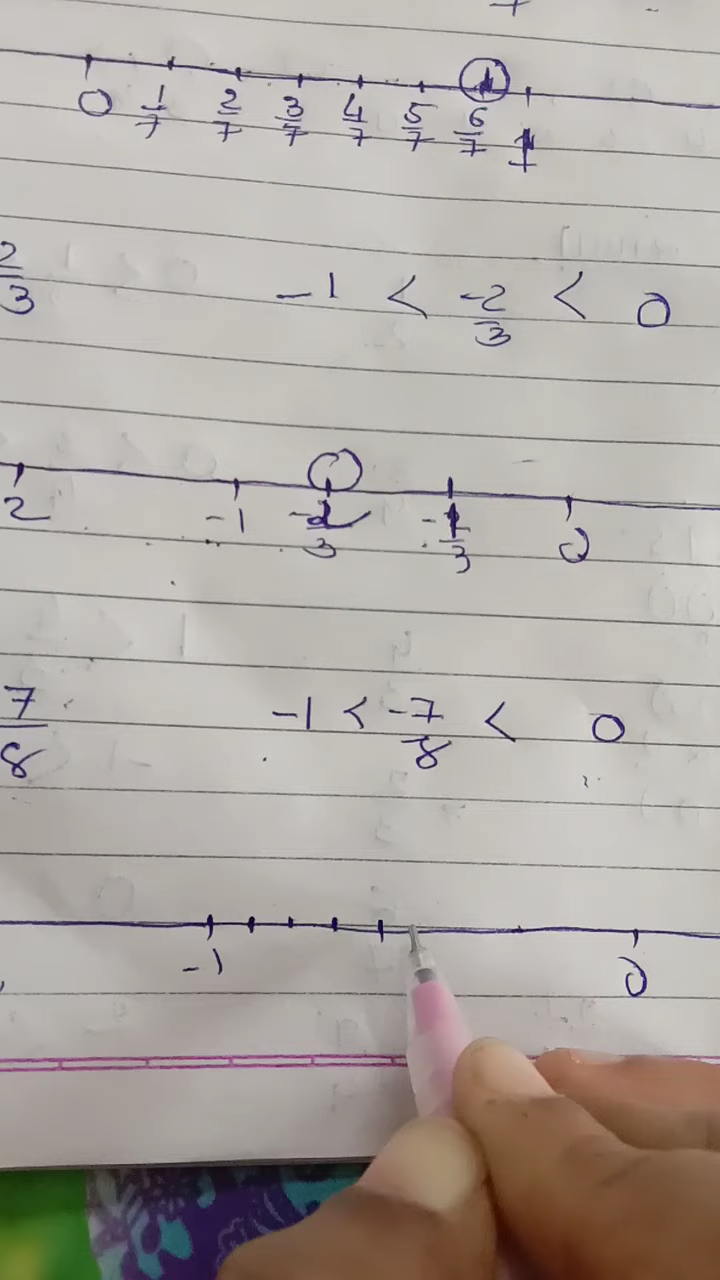 0 1/7 2/7 3/7 4/7 5/7 6/7 1
2/3 -1 < -2/3 < 0
2 -1 -2/3 -1/3 0
7/8 -1 < -7/8 < 0
-1 0